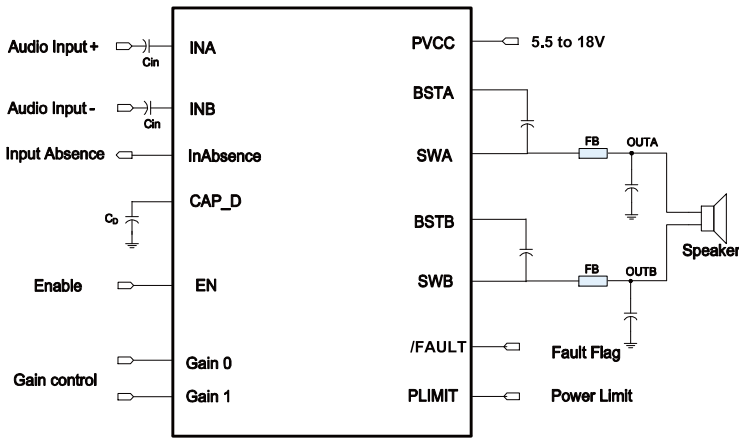 Audio Input +
Cin
INA
Audio Input -
Cin
INB
Input Absence
InAbsence
CAP_D
CD
Enable
EN
Gain control
Gain 0
Gain 1
PVCC
5.5 to 18V
BSTA
SWA
FB
OUTA
BSTB
SWB
FB
OUTB
Speaker
/FAULT
Fault Flag
PLIMIT
Power Limit